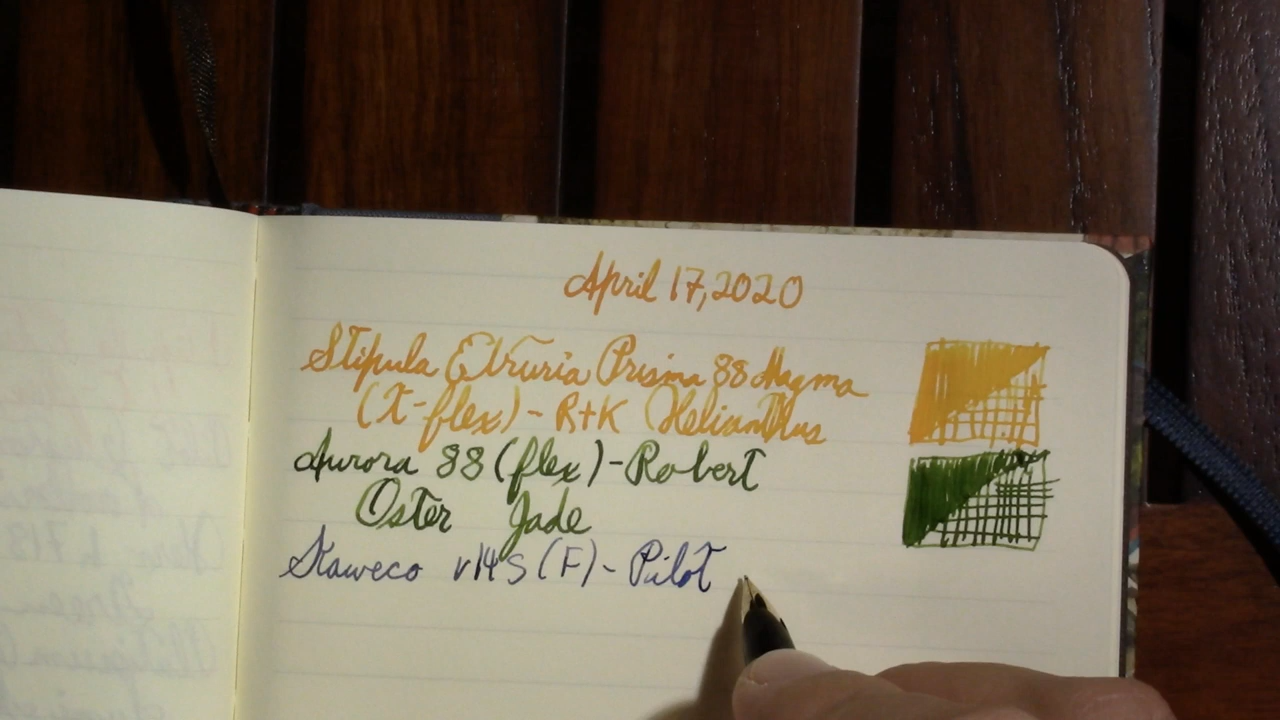 April 17, 2020
Stipula Etruria Prisma 88 Magma
(T-flex) - R+K Helianthus
Aurora 88 (flex) - Robert
Oster Jade
Kaweco V14S (F) - Pilot